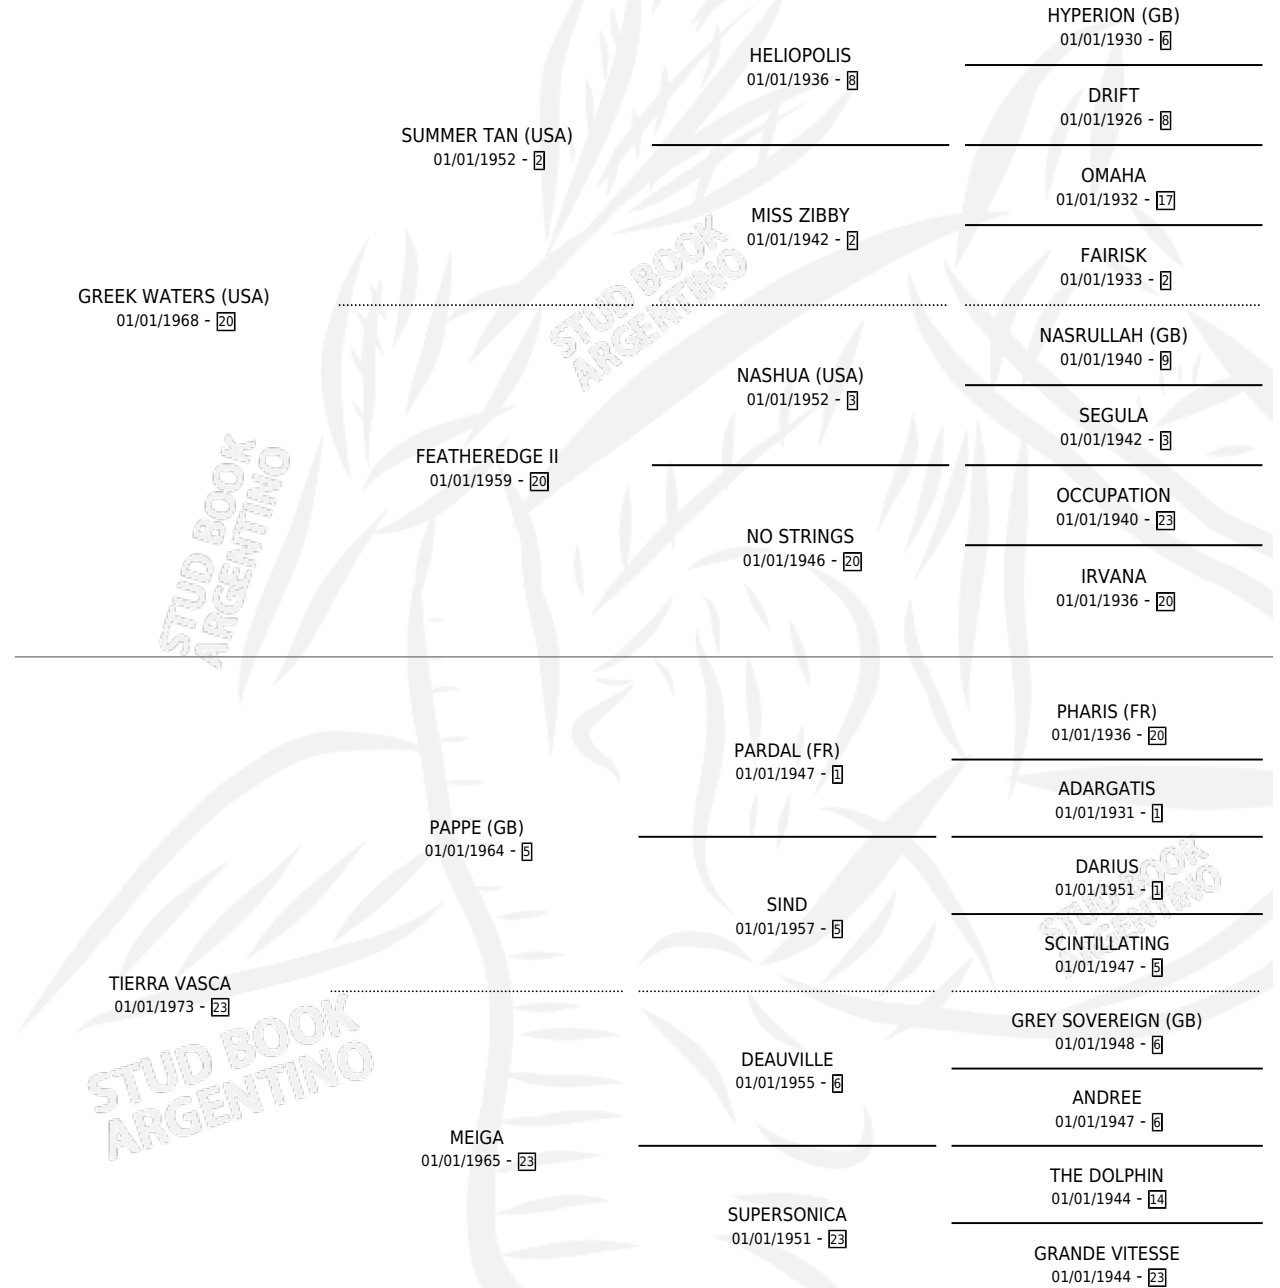 HYPERION (GB)
01/01/1930 - 6
HELIOPOLIS
01/01/1936 - 8
DRIFT
01/01/1926 - 8
SUMMER TAN (USA)
01/01/1952 - 2
OMAHA
01/01/1932 - 17
MISS ZIBBY
01/01/1942 - 2
FAIRISK
01/01/1933 - 2
GREEK WATERS (USA)
01/01/1968 - 20
NASRULLAH (GB)
01/01/1940 - 9
NASHUA (USA)
01/01/1952 - 3
SEGULA
01/01/1942 - 3
FEATHEREDGE II
01/01/1959 - 20
OCCUPATION
01/01/1940 - 23
NO STRINGS
01/01/1946 - 20
IRVANA
01/01/1936 - 20
STUD BOOK
ARGENTINO
STUD BOOK
ARGENTINO
PHARIS (FR)
01/01/1936 - 20
PARDAL (FR)
01/01/1947 - 1
ADARGATIS
01/01/1931 - 1
PAPPE (GB)
01/01/1964 - 5
DARIUS
01/01/1951 - 1
SIND
01/01/1957 - 5
SCINTILLATING
01/01/1947 - 5
TIERRA VASCA
01/01/1973 - 23
GREY SOVEREIGN (GB)
01/01/1948 - 6
DEAUVILLE
01/01/1955 - 6
ANDREE
01/01/1947 - 6
MEIGA
01/01/1965 - 23
THE DOLPHIN
01/01/1944 - 14
SUPERSONICA
01/01/1951 - 23
GRANDE VITESSE
01/01/1944 - 23
STUD BOOK
ARGENTINO
STUD BOOK
ARGENTINO